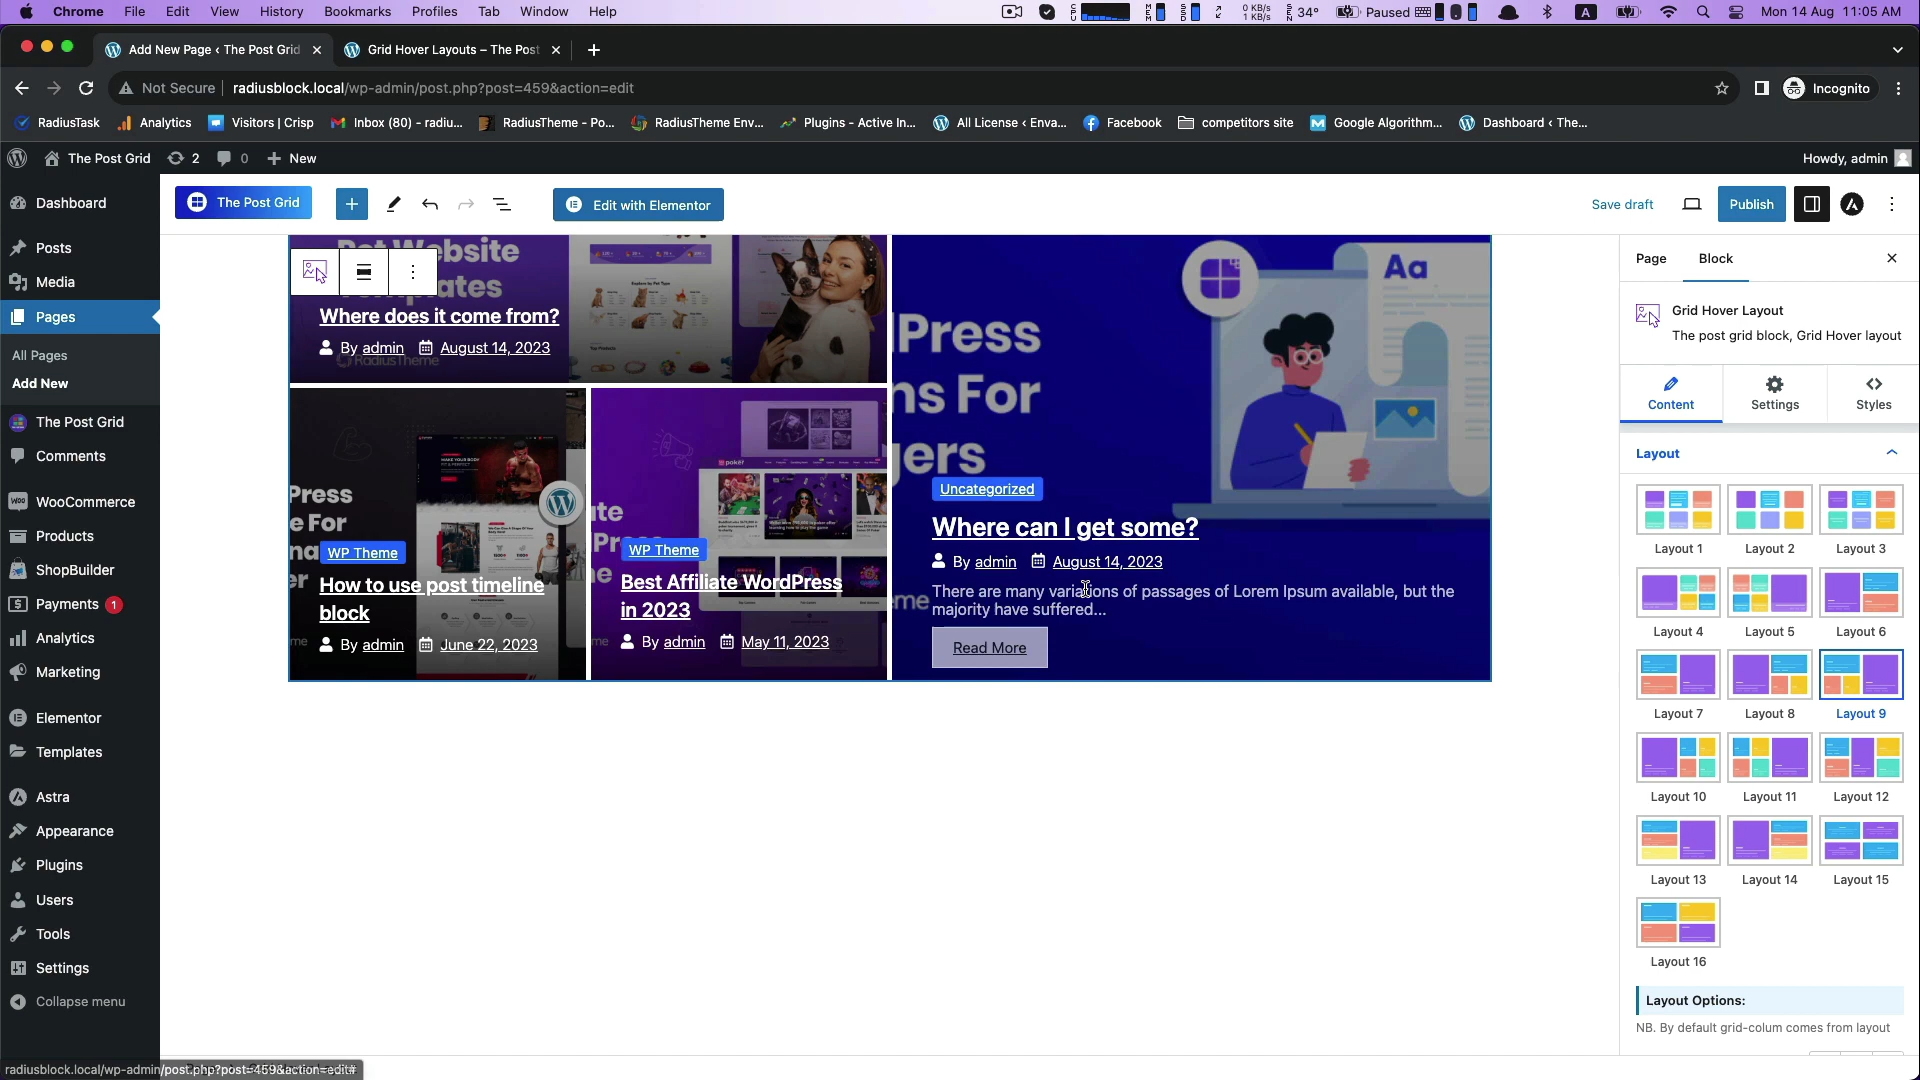 Chrome File Edit View History Bookmarks Profiles Tab Window Help
0 KB/s
1 KB/s
34° Paused A Mon 14 Aug 11:05 AM
Add New Page ‹ The Post Grid
Grid Hover Layouts – The Post
Not Secure radiusblock.local/wp-admin/post.php?post=459&action=edit
Incognito
RadiusTask
Analytics
Visitors | Crisp
Inbox (80) - radiu...
RadiusTheme - Po...
RadiusTheme Env...
Plugins - Active In...
All License ‹ Enva...
Facebook
competitors site
Google Algorithm...
Dashboard ‹ The...
The Post Grid 2 0 New
Howdy, admin
Dashboard
Posts
Media
Pages
All Pages
Add New
The Post Grid
Comments
WooCommerce
Products
ShopBuilder
Payments 1
Analytics
Marketing
Elementor
Templates
Astra
Appearance
Plugins
Users
Tools
Settings
Collapse menu
radiusblock.local/wp-admin/post.php?post=459&action=edit#
The Post Grid
Edit with Elementor
Save draft
Publish
Pet Website
Where does it come from?
By admin August 14, 2023
RadiusTheme
WP Theme
How to use post timeline
block
By admin June 22, 2023
WP Theme
Best Affiliate WordPress
in 2023
By admin May 11, 2023
Aa
Uncategorized
Where can I get some?
By admin August 14, 2023
There are many variations of passages of Lorem Ipsum available, but the
majority have suffered...
Read More
Page
Block
Grid Hover Layout
The post grid block, Grid Hover layout
Content
Settings
Styles
Layout
Layout 1
Layout 2
Layout 3
Layout 4
Layout 5
Layout 6
Layout 7
Layout 8
Layout 9
Layout 10
Layout 11
Layout 12
Layout 13
Layout 14
Layout 15
Layout 16
Layout Options:
NB. By default grid-colum comes from layout